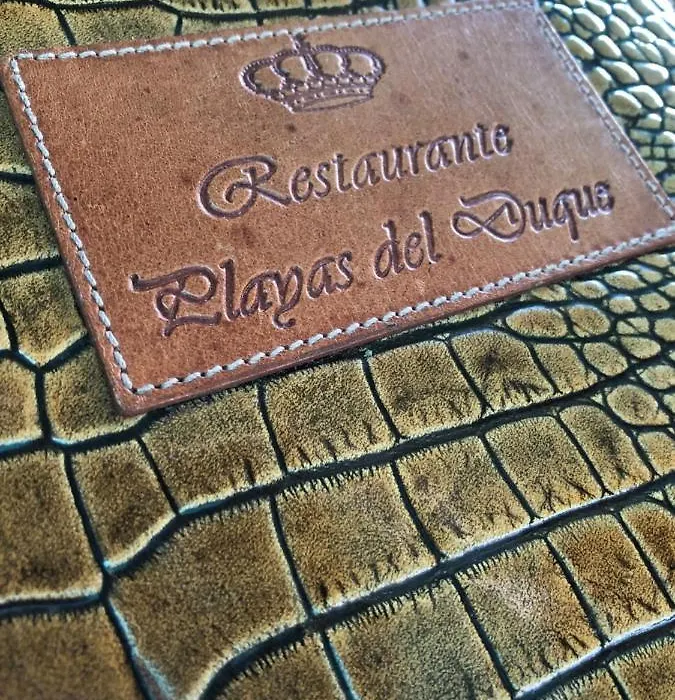 Restaurante
Playas del Duque